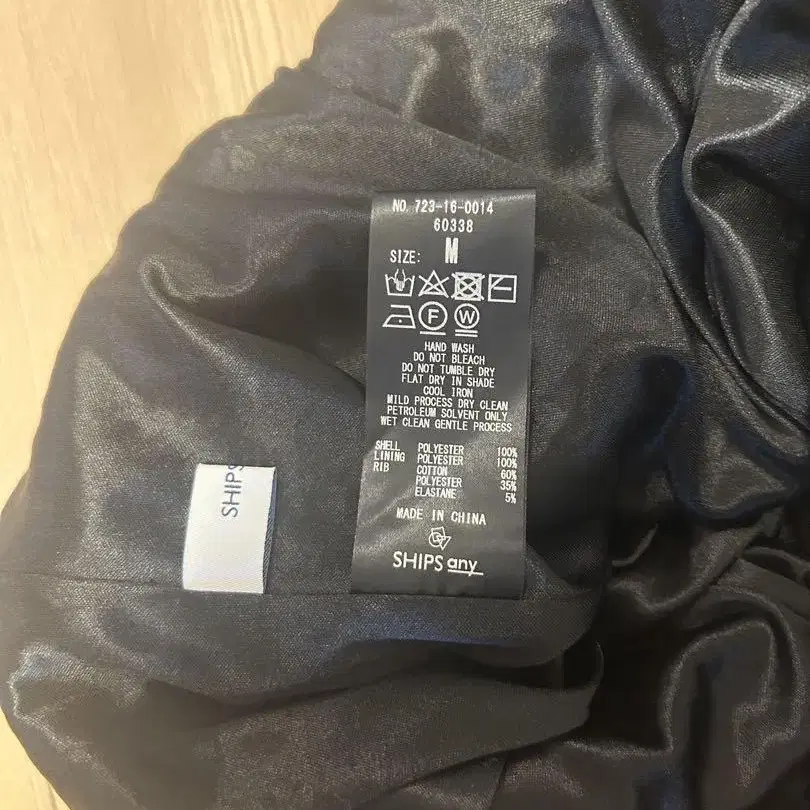 NO. 723-16-0014
60338
SIZE: M
F W
HAND WASH
DO NOT BLEACH
DO NOT TUMBLE DRY
FLAT DRY IN SHADE
COOL IRON
MILD PROCESS DRY CLEAN
PETROLEUM SOLVENT ONLY
WET CLEAN GENTLE PROCESS
SHELL POLYESTER 100%
LINING POLYESTER 100%
RIB COTTON 60%
POLYESTER 35%
ELASTANE 5%
MADE IN CHINA
SHIPS any
SHIPS